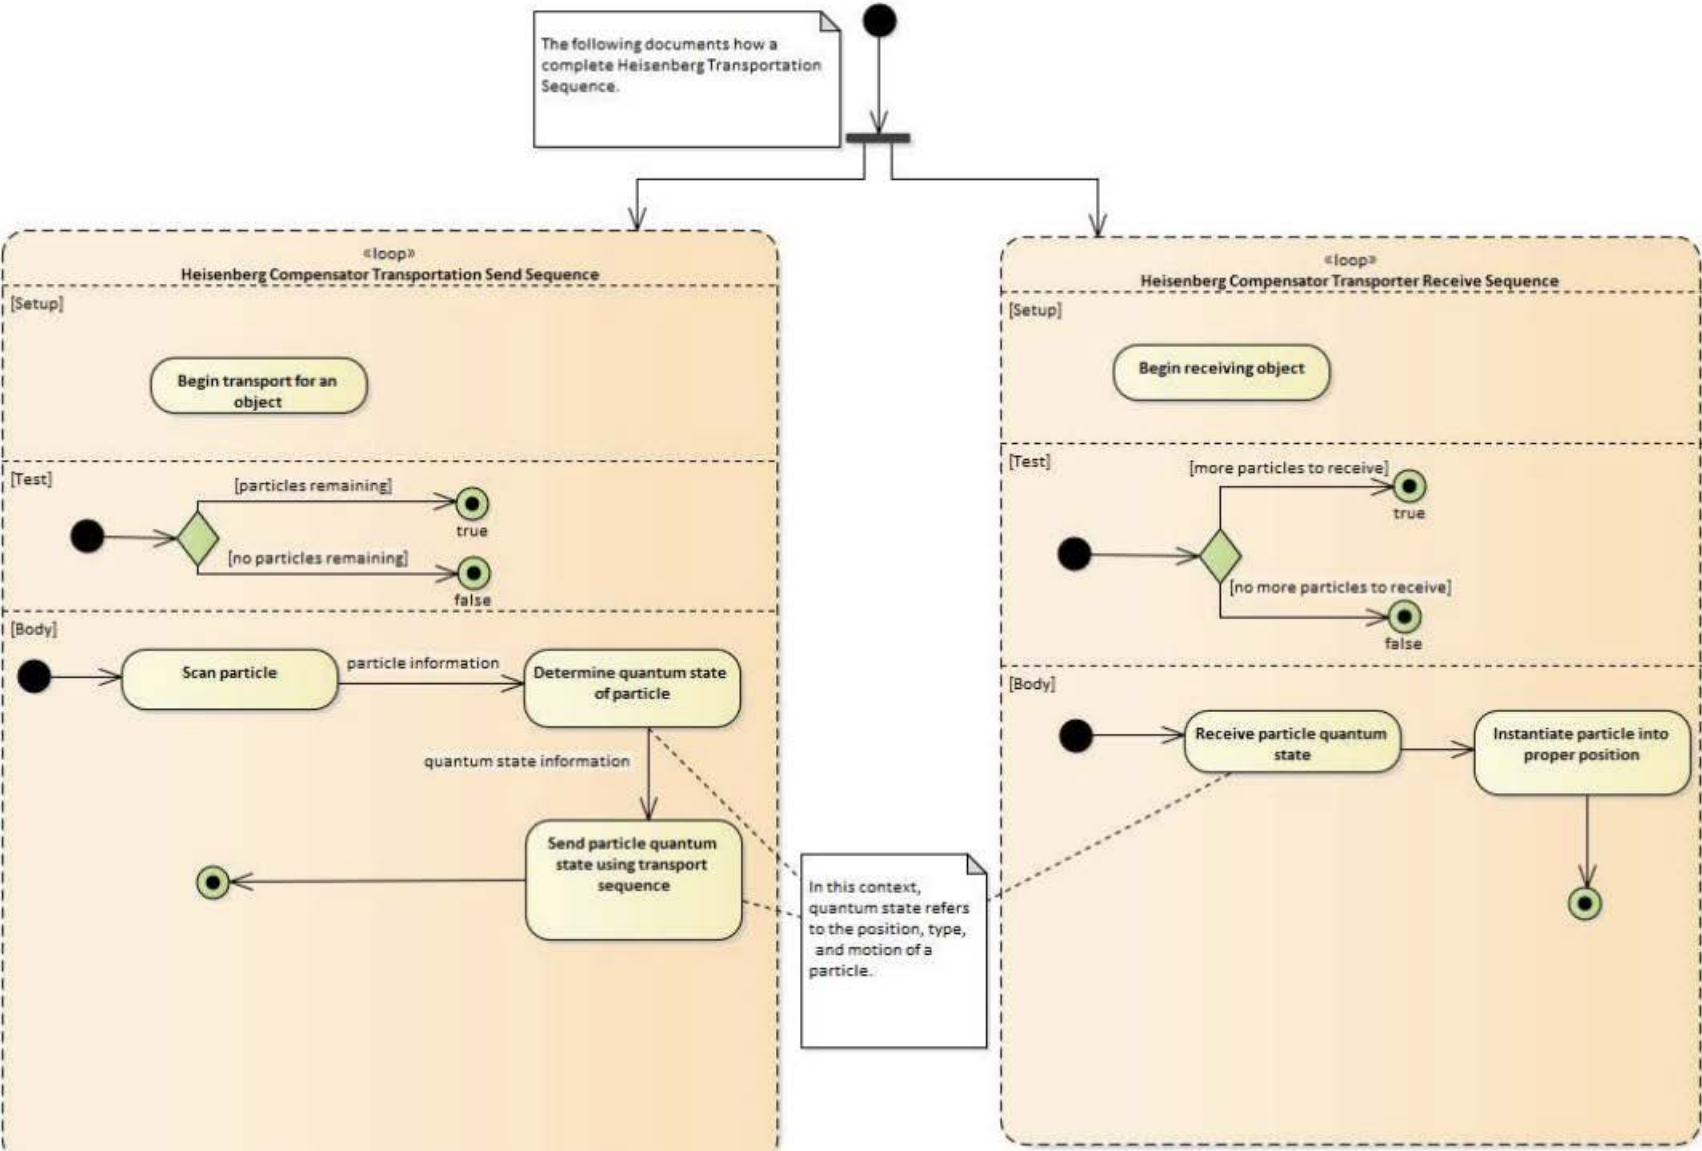 The following documents how a
complete Heisenberg Transportation
Sequence.
«loop»
Heisenberg Compensator Transportation Send Sequence
[Setup]
Begin transport for an
object
[Test]
[particles remaining]
true
[no particles remaining]
false
[Body]
Scan particle
particle information
Determine quantum state
of particle
quantum state information
Send particle quantum
state using transport
sequence
In this context,
quantum state refers
to the position, type,
and motion of a
particle.
«loop»
Heisenberg Compensator Transporter Receive Sequence
[Setup]
Begin receiving object
[Test]
[more particles to receive]
true
[no more particles to receive]
false
[Body]
Receive particle quantum
state
Instantiate particle into
proper position